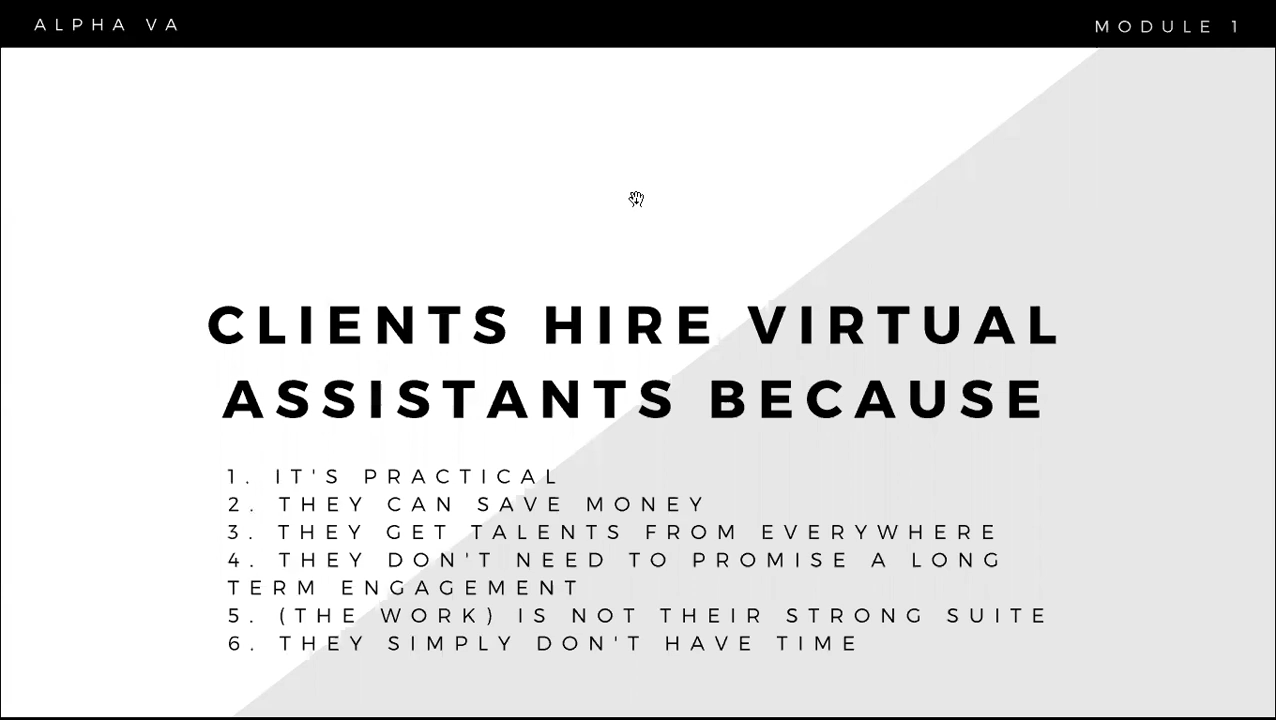 ALPHA VA
MODULE 1
CLIENTS HIRE VIRTUAL
ASSISTANTS BECAUSE
1. IT'S PRACTICAL
2. THEY CAN SAVE MONEY
3. THEY GET TALENTS FROM EVERYWHERE
4. THEY DON'T NEED TO PROMISE A LONG
TERM ENGAGEMENT
5. (THE WORK) IS NOT THEIR STRONG SUITE
6. THEY SIMPLY DON'T HAVE TIME